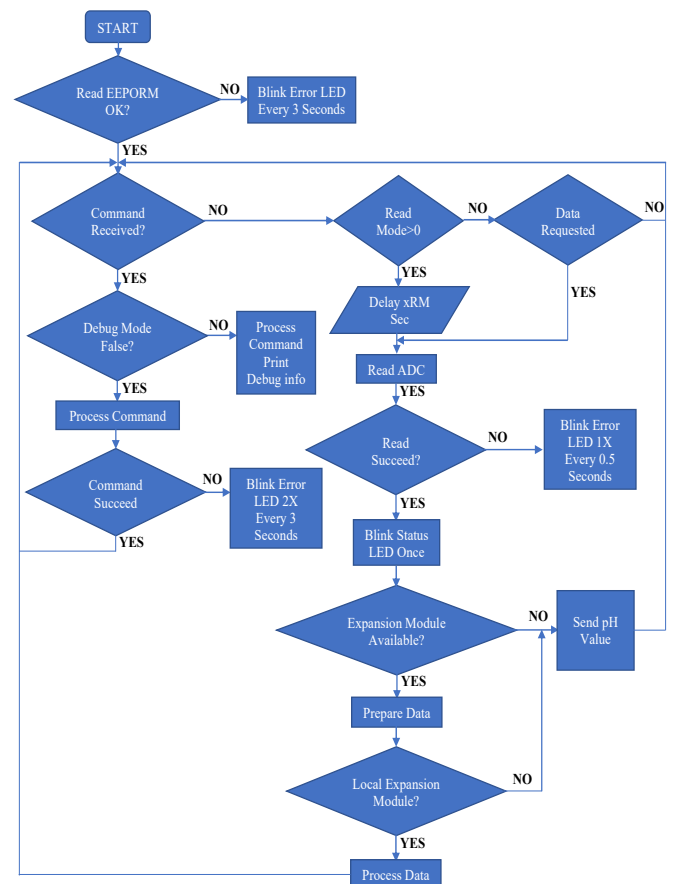 START
Read EEPORM
OK?
NO
Blink Error LED
Every 3 Seconds
YES
Command
Received?
NO
Read
Mode>0
NO
Data
Requested
NO
YES
YES
YES
Debug Mode
False?
NO
Process
Command
Print
Debug info
Delay xRM
Sec
Read ADC
YES
YES
Process Command
Read
Succeed?
NO
Blink Error
LED 1X
Every 0.5
Seconds
Command
Succeed
NO
Blink Error
LED 2X
Every 3
Seconds
YES
YES
Blink Status
LED Once
Expansion Module
Available?
NO
Send pH
Value
YES
Prepare Data
Local Expansion
Module?
NO
YES
Process Data